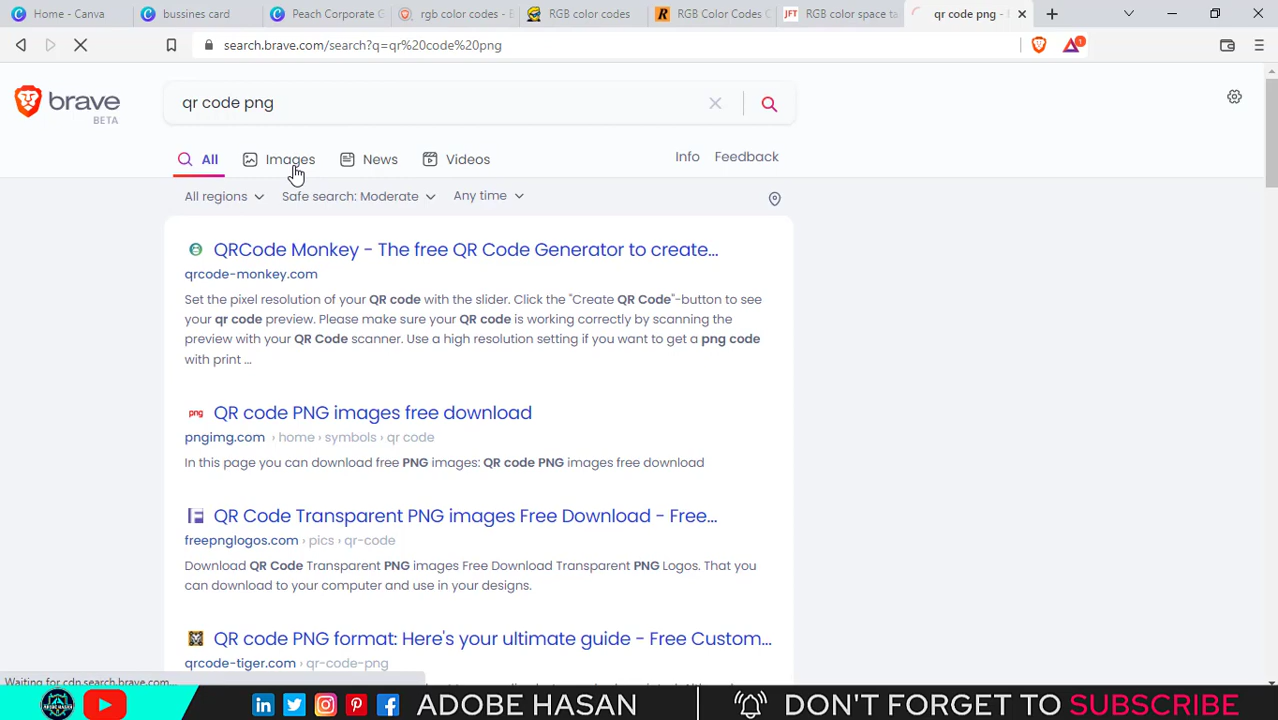 Home - Canva
bussines card
Peach Corporate G
rgb color codes - B
RGB color codes
RGB Color Codes C
JFT RGB color space ta
qr code png -
search.brave.com/search?q=qr%20code%20png
1
brave
BETA
qr code png
All Images News Videos
Info Feedback
All regions Safe search: Moderate Any time
QRCode Monkey - The free QR Code Generator to create...
qrcode-monkey.com
Set the pixel resolution of your QR code with the slider. Click the "Create QR Code"-button to see
your qr code preview. Please make sure your QR code is working correctly by scanning the
preview with your QR Code scanner. Use a high resolution setting if you want to get a png code
with print ...
png QR code PNG images free download
pngimg.com › home › symbols › qr code
In this page you can download free PNG images: QR code PNG images free download
QR Code Transparent PNG images Free Download - Free...
freepnglogos.com › pics › qr-code
Download QR Code Transparent PNG images Free Download Transparent PNG Logos. That you
can download to your computer and use in your designs.
QR code PNG format: Here's your ultimate guide - Free Custom...
qrcode-tiger.com › qr-code-png
Waiting for cdn.search.brave.com...
ADOBE HASAN
DON'T FORGET TO SUBSCRIBE